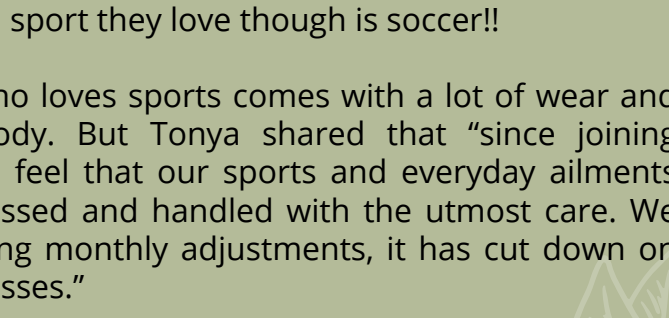 sport they love though is soccer!!
no loves sports comes with a lot of wear and
ody. But Tonya shared that “since joining
feel that our sports and everyday ailments
ssed and handled with the utmost care. We
ng monthly adjustments, it has cut down on
sses.”